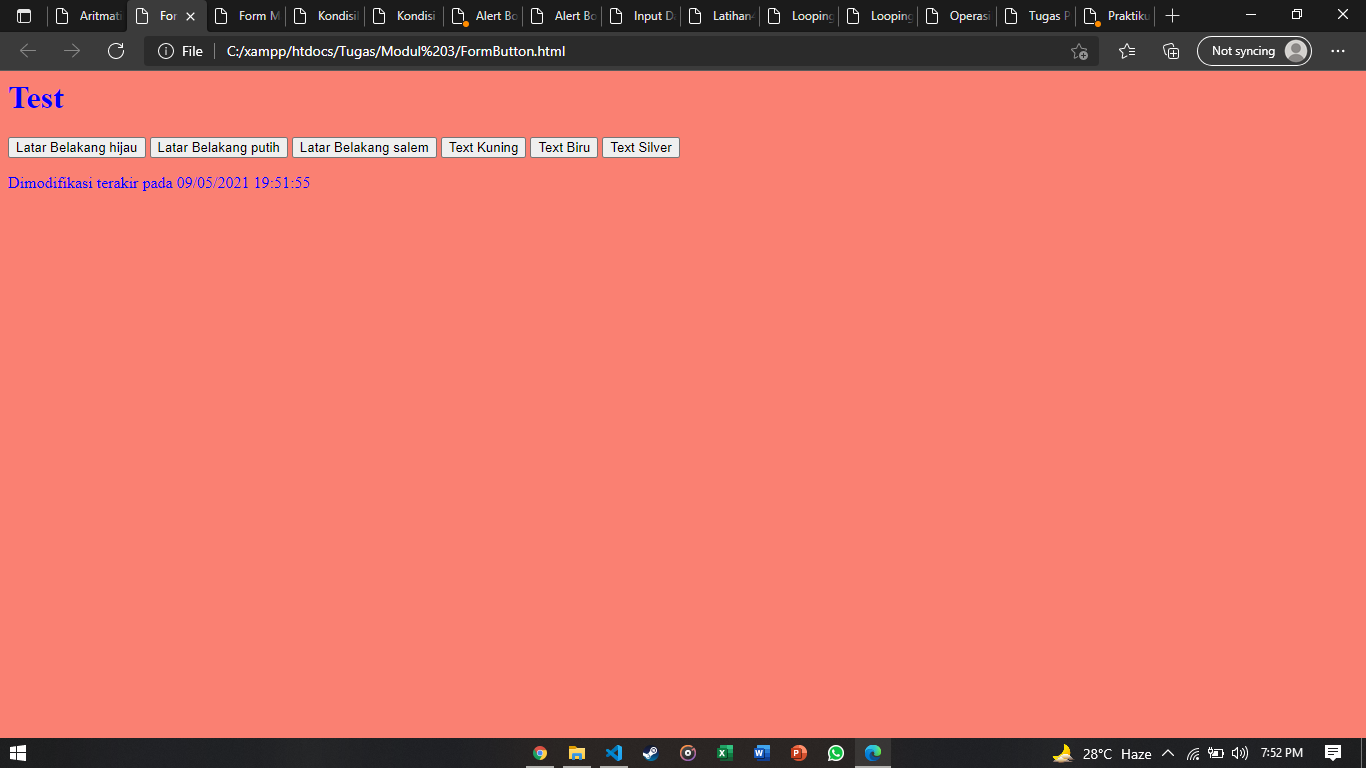 Aritmati
For
Form M
Kondisi
Kondisi
Alert Bo
Alert Bo
Input D
Latihan
Looping
Looping
Operasi
Tugas P
Praktiku
File
C:/xampp/htdocs/Tugas/Modul%203/FormButton.html
Not syncing
Test
Latar Belakang hijau
Latar Belakang putih
Latar Belakang salem
Text Kuning
Text Biru
Text Silver
Dimodifikasi terakir pada 09/05/2021 19:51:55
28°C Haze
7:52 PM